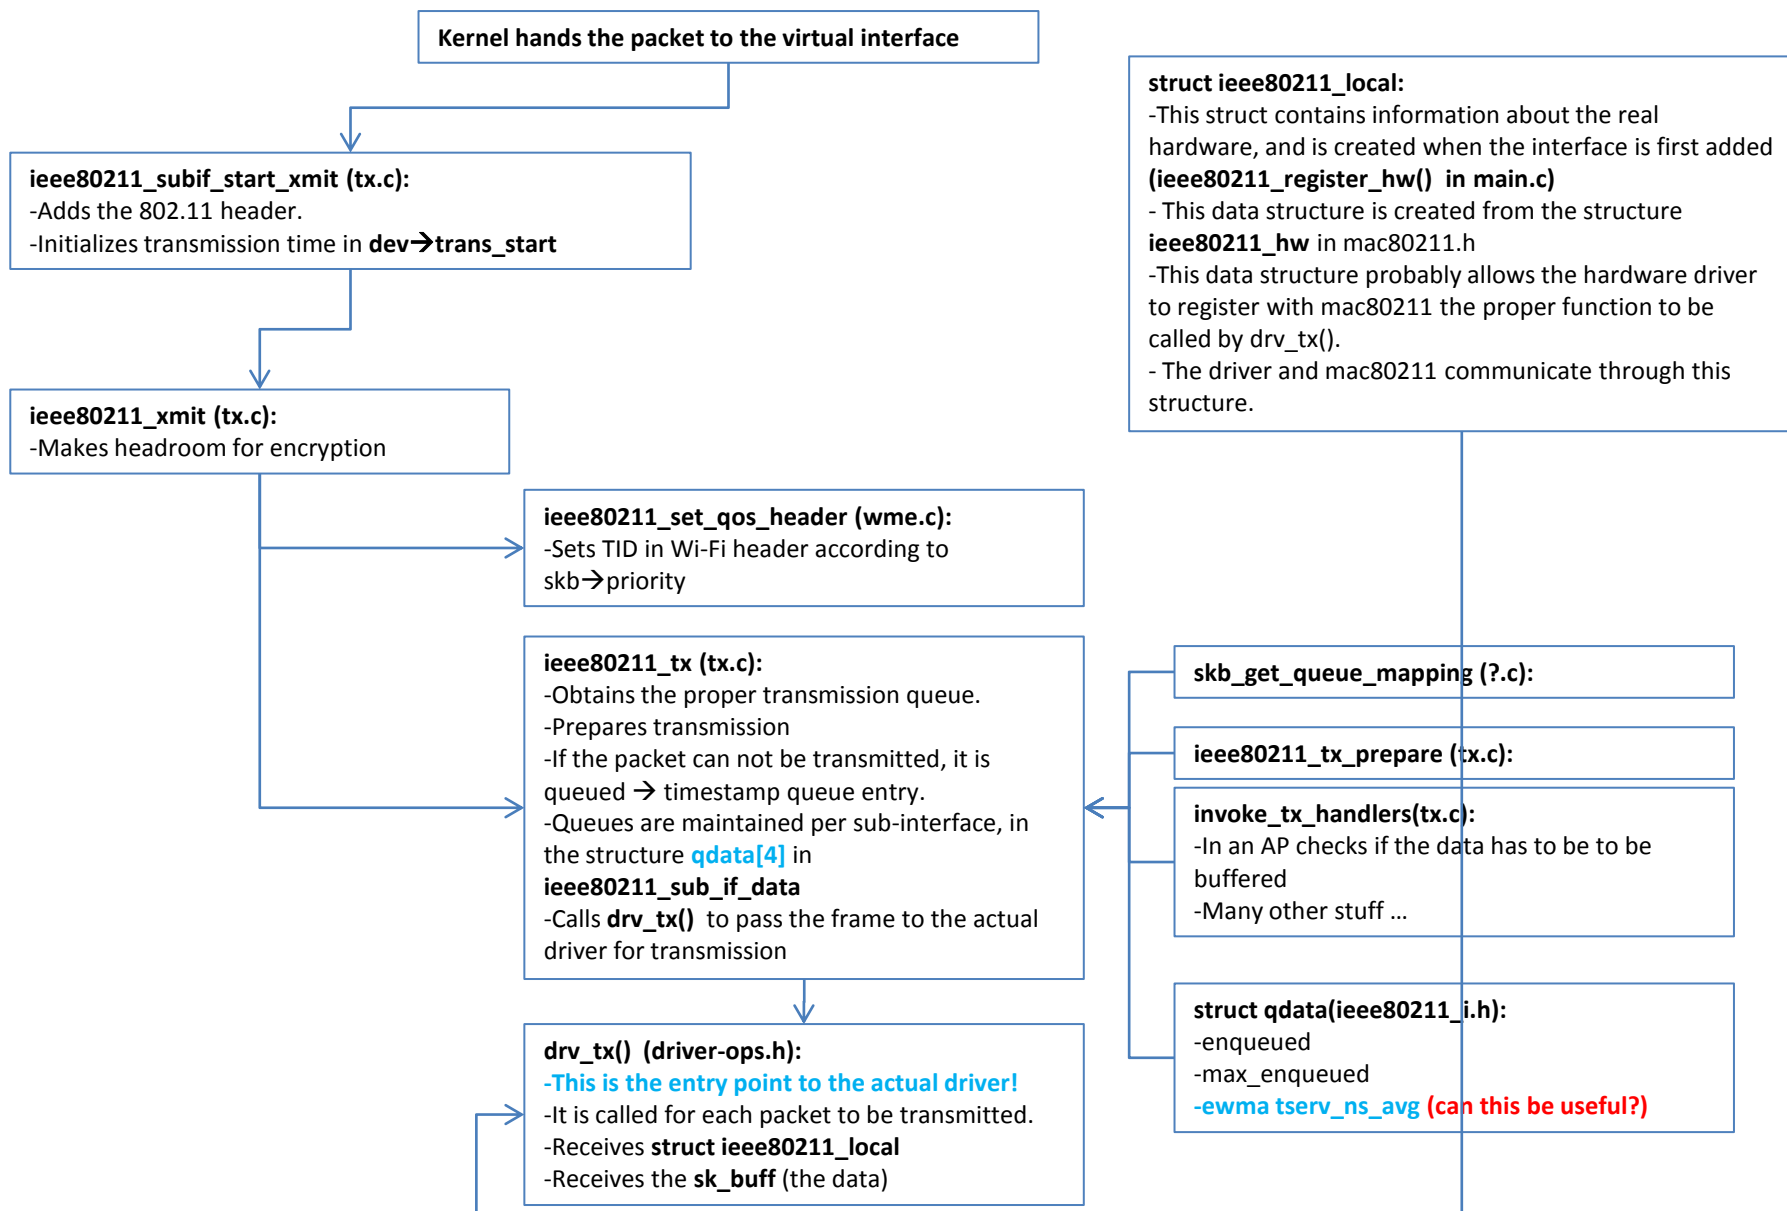 Kernel hands the packet to the virtual interface
struct ieee80211_local:
-This struct contains information about the real
hardware, and is created when the interface is first added
(ieee80211_register_hw()  in main.c)
- This data structure is created from the structure
ieee80211_hw in mac80211.h
-This data structure probably allows the hardware driver
to register with mac80211 the proper function to be
called by drv_tx().
- The driver and mac80211 communicate through this
structure.
ieee80211_subif_start_xmit (tx.c):
-Adds the 802.11 header.
-Initializes transmission time in dev→trans_start
ieee80211_xmit (tx.c):
-Makes headroom for encryption
ieee80211_set_qos_header (wme.c):
-Sets TID in Wi-Fi header according to
skb→priority
ieee80211_tx (tx.c):
-Obtains the proper transmission queue.
-Prepares transmission
-If the packet can not be transmitted, it is
queued → timestamp queue entry.
-Queues are maintained per sub-interface, in
the structure qdata[4] in
ieee80211_sub_if_data
-Calls drv_tx()  to pass the frame to the actual
driver for transmission
skb_get_queue_mapping (?.c):
ieee80211_tx_prepare (tx.c):
invoke_tx_handlers(tx.c):
-In an AP checks if the data has to be to be
buffered
-Many other stuff ...
struct qdata(ieee80211_i.h):
-enqueued
-max_enqueued
-ewma tserv_ns_avg (can this be useful?)
drv_tx()  (driver-ops.h):
-This is the entry point to the actual driver!
-It is called for each packet to be transmitted.
-Receives struct ieee80211_local
-Receives the sk_buff (the data)